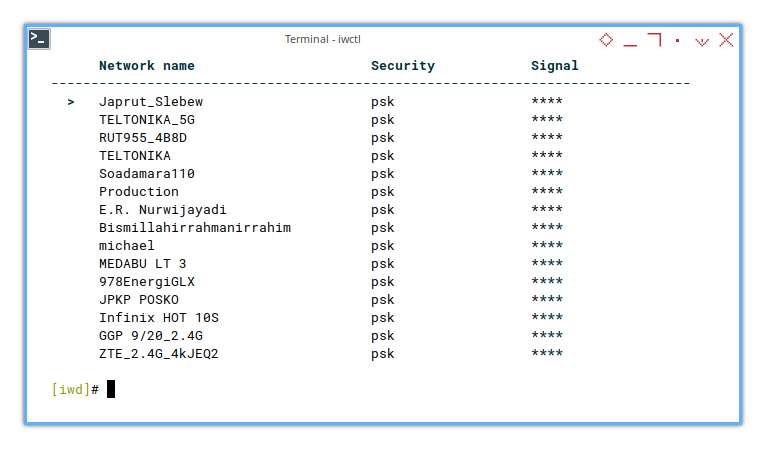 >_ Terminal - iwctl
Network name Security Signal
--------------------------------------------------------------------------------
> Japrut_Slebew psk ****
TELTONIKA_5G psk ****
RUT955_4B8D psk ****
TELTONIKA psk ****
Soadamara110 psk ****
Production psk ****
E.R. Nurwijayadi psk ****
Bismillahirrahmanirrahim psk ****
michael psk ****
MEDABU LT 3 psk ****
978EnergiGLX psk ****
JPKP POSKO psk ****
Infinix HOT 10S psk ****
GGP 9/20_2.4G psk ****
ZTE_2.4G_4kJEQ2 psk ****
[iwd]#